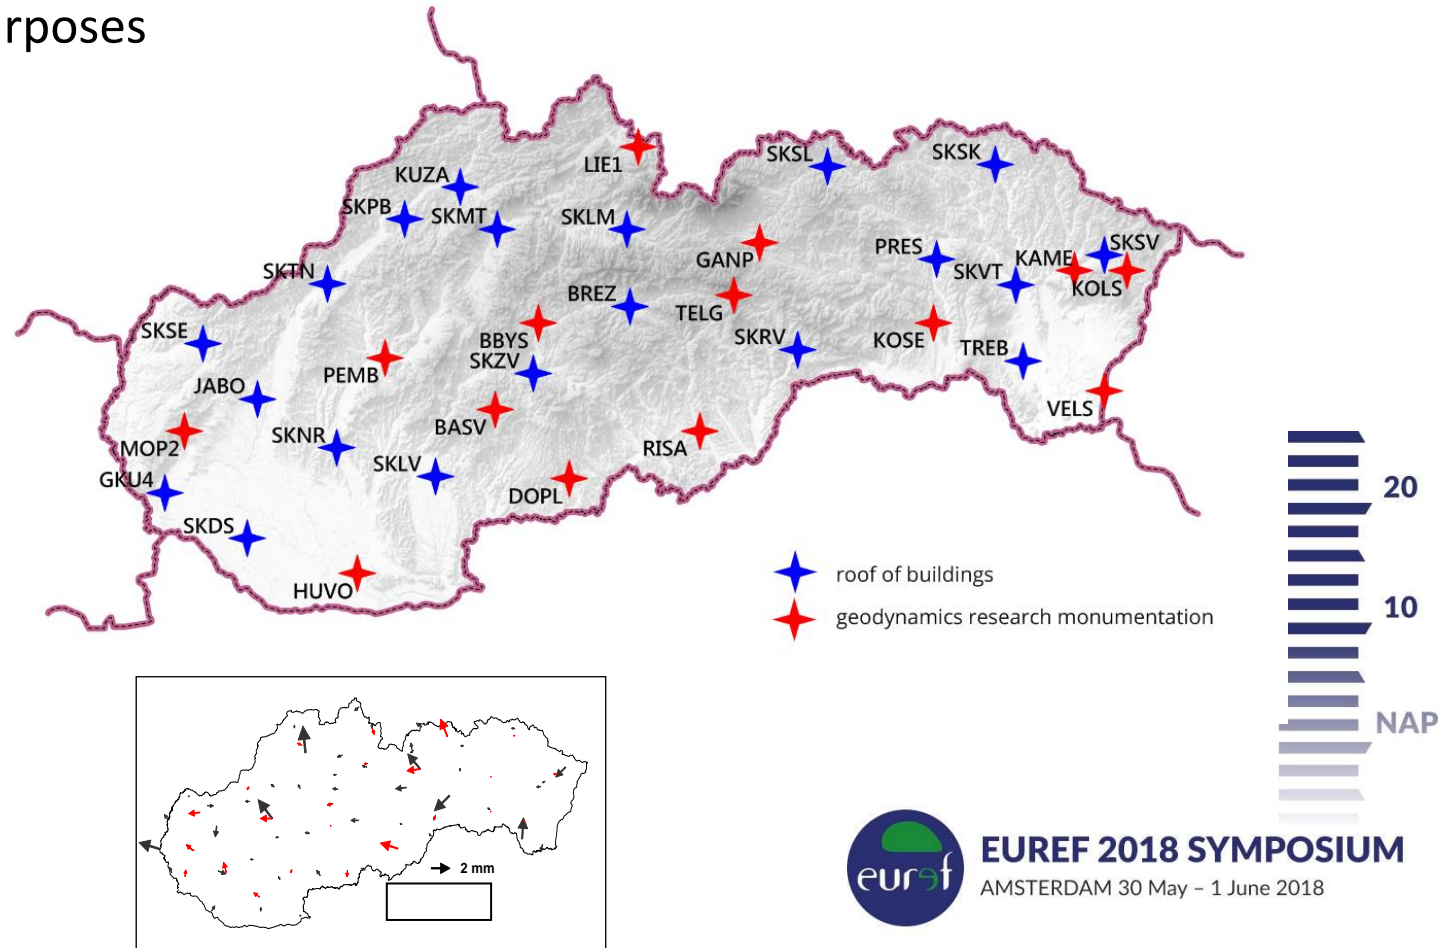 rposes
LIE1
SKSL
SKSK
KUZA
SKPB
SKMT
SKLM
GANP
PRES
SKSV
KAME
SKVT
KOLS
SKTN
BREZ
TELG
SKSE
BBYS
SKRV
KOSE
SKZV
TREB
PEMB
JABO
VELS
BASV
MOP2
SKNR
RISA
SKLV
GKU4
DOPL
SKDS
HUVO
roof of buildings
geodynamics research monumentation
20
10
NAP
2 mm
euref
EUREF 2018 SYMPOSIUM
AMSTERDAM 30 May – 1 June 2018